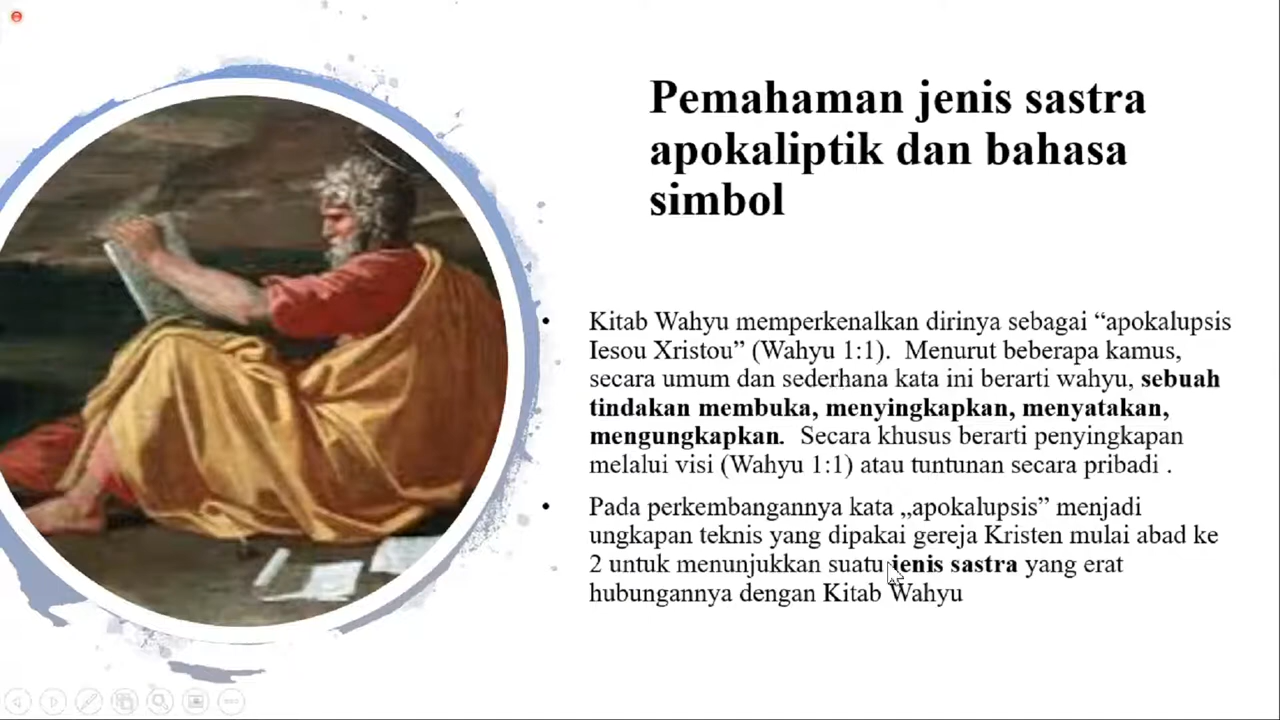 Pemahaman jenis sastra
apokaliptik dan bahasa
simbol
• Kitab Wahyu memperkenalkan dirinya sebagai “apokalupsis
Iesou Xristou” (Wahyu 1:1). Menurut beberapa kamus,
secara umum dan sederhana kata ini berarti wahyu, sebuah
tindakan membuka, menyingkapkan, menyatakan,
mengungkapkan. Secara khusus berarti penyingkapan
melalui visi (Wahyu 1:1) atau tuntunan secara pribadi .
• Pada perkembangannya kata „apokalupsis” menjadi
ungkapan teknis yang dipakai gereja Kristen mulai abad ke
2 untuk menunjukkan suatu jenis sastra yang erat
hubungannya dengan Kitab Wahyu